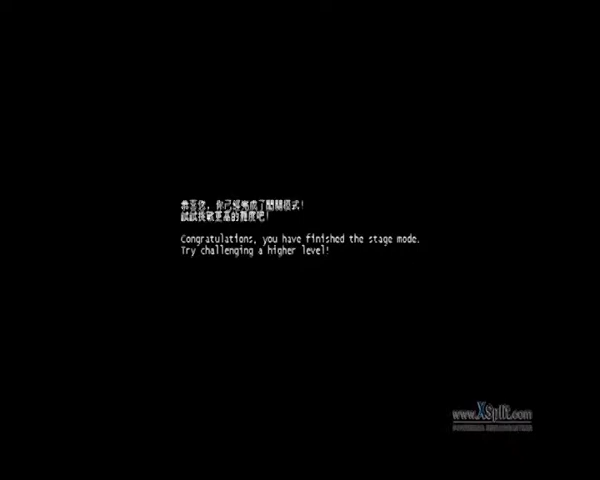 恭喜您，你已經完成了闖關模式！
試試挑戰更高的難度吧！
Congratulations, you have finished the stage mode.
Try challenging a higher level!
www.XSplit.com